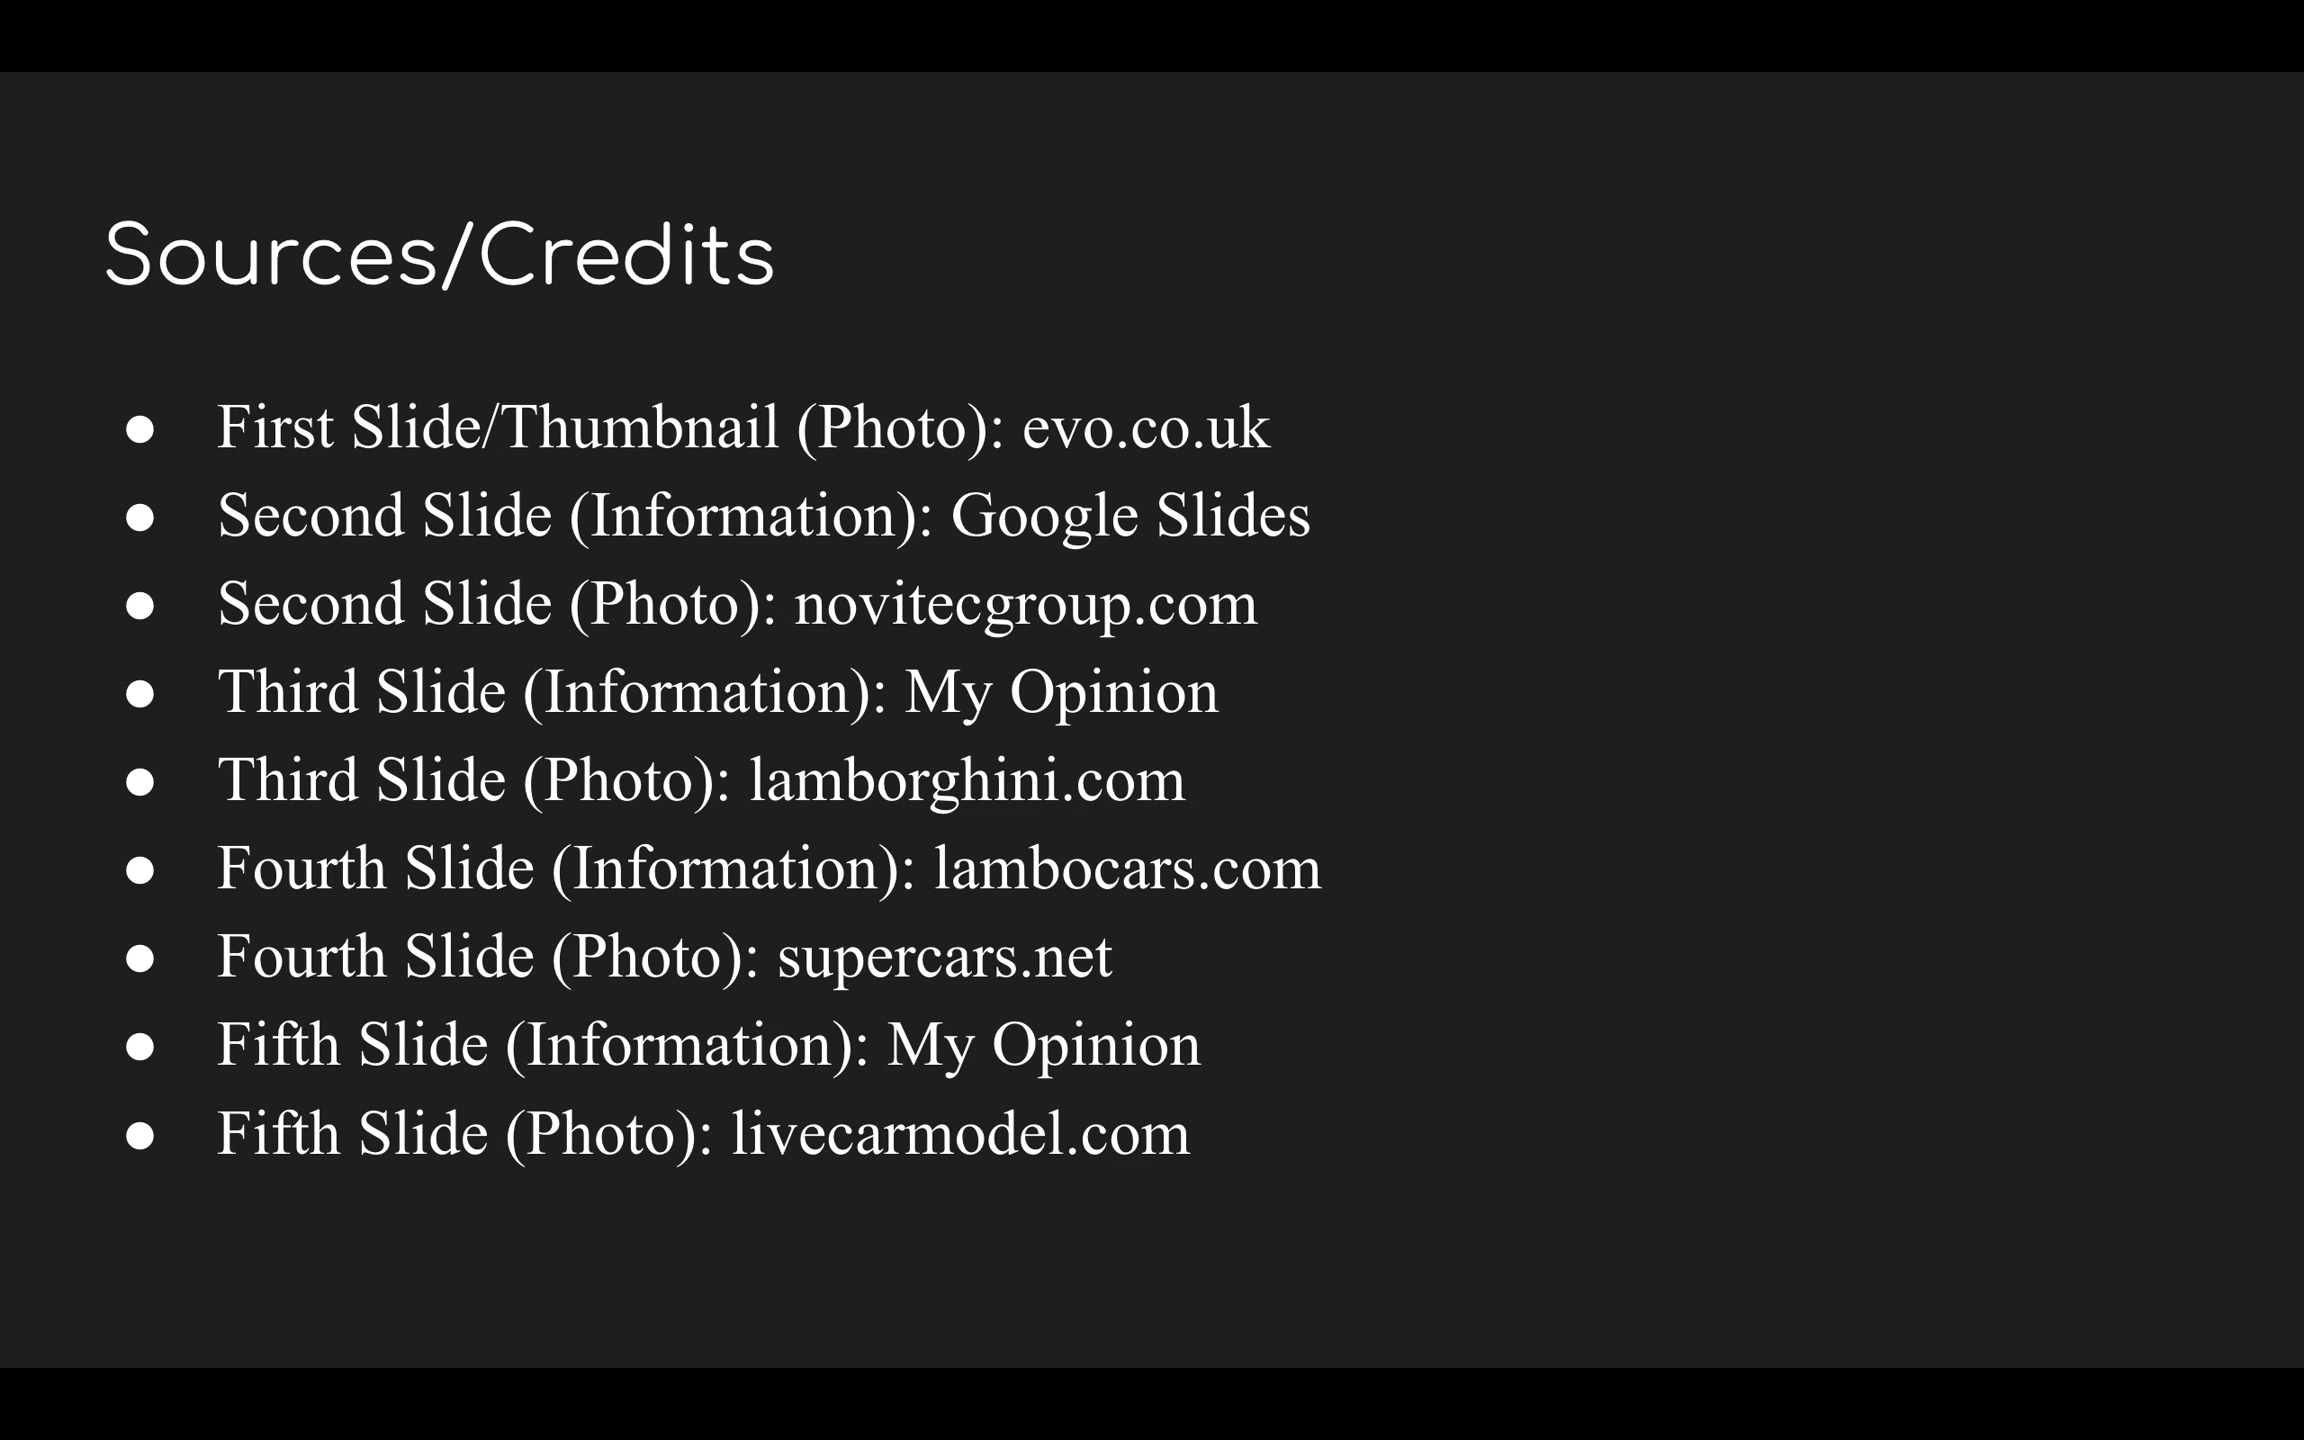 Sources/Credits
● First Slide/Thumbnail (Photo): evo.co.uk
● Second Slide (Information): Google Slides
● Second Slide (Photo): novitecgroup.com
● Third Slide (Information): My Opinion
● Third Slide (Photo): lamborghini.com
● Fourth Slide (Information): lambocars.com
● Fourth Slide (Photo): supercars.net
● Fifth Slide (Information): My Opinion
● Fifth Slide (Photo): livecarmodel.com